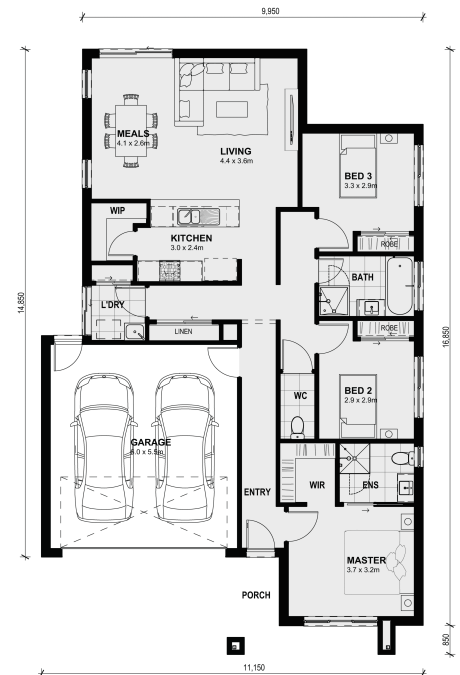 9,950
MEALS
4.1 x 2.6m
LIVING
4.4 x 3.6m
BED 3
3.3 x 2.9m
WIP
KITCHEN
3.0 x 2.4m
ROBE
BATH
L'DRY
LINEN
14,850
16,850
ROBE
BED 2
2.9 x 2.9m
WC
GARAGE
6.0 x 5.5m
ENTRY
WIR
ENS
MASTER
3.7 x 3.2m
PORCH
850
11,150